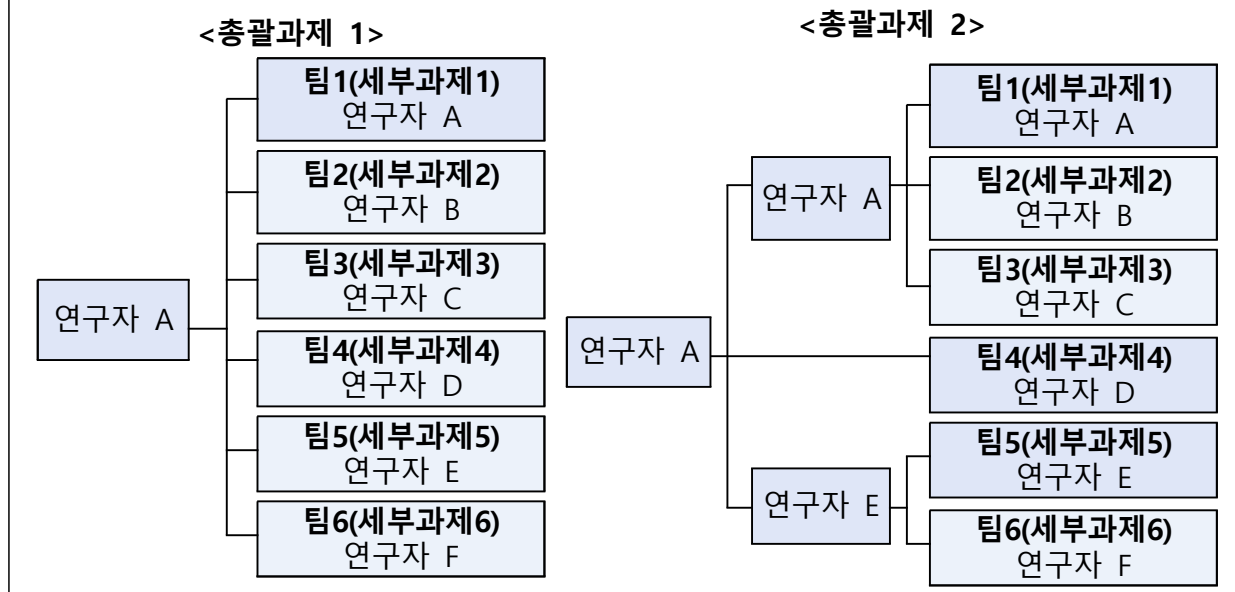 <총괄과제 1>
연구자 A
팀1(세부과제1)
연구자 A
팀2(세부과제2)
연구자 B
팀3(세부과제3)
연구자 C
팀4(세부과제4)
연구자 D
팀5(세부과제5)
연구자 E
팀6(세부과제6)
연구자 F
<총괄과제 2>
연구자 A
연구자 A
팀1(세부과제1)
연구자 A
팀2(세부과제2)
연구자 B
팀3(세부과제3)
연구자 C
팀4(세부과제4)
연구자 D
연구자 E
팀5(세부과제5)
연구자 E
팀6(세부과제6)
연구자 F